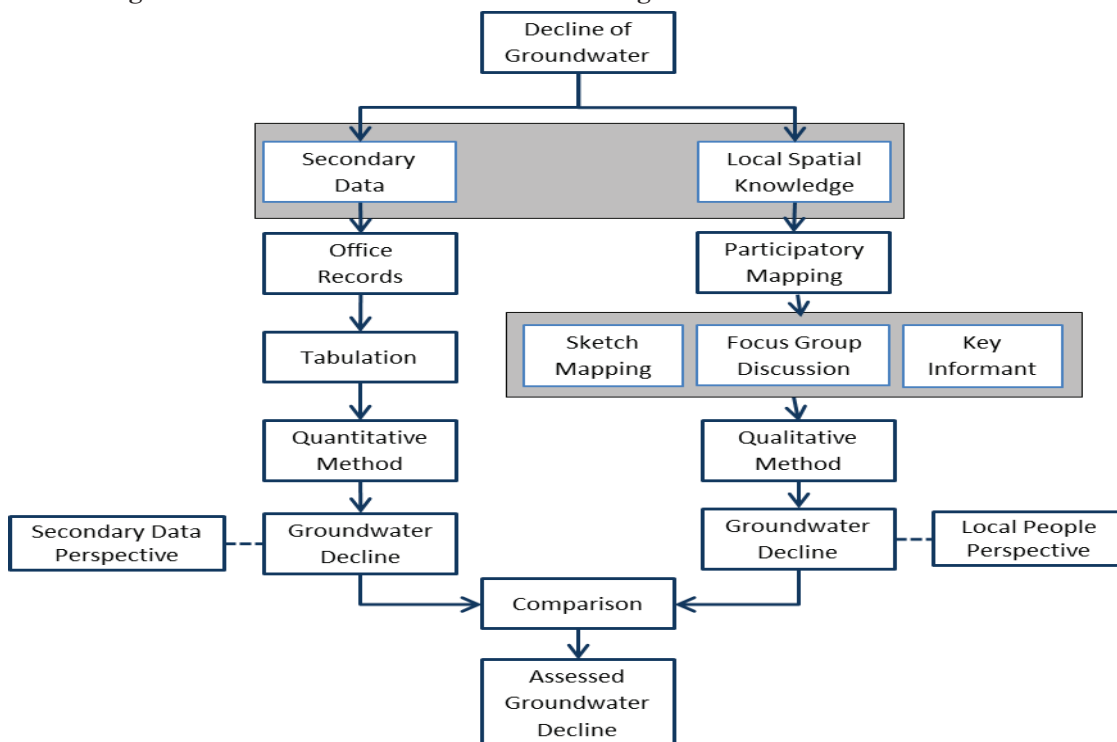 Decline of
Groundwater
Secondary
Data
Local Spatial
Knowledge
Office
Records
Participatory
Mapping
Tabulation
Sketch
Mapping
Focus Group
Discussion
Key
Informant
Quantitative
Method
Qualitative
Method
Secondary Data
Perspective
Groundwater
Decline
Groundwater
Decline
Local People
Perspective
Comparison
Assessed
Groundwater
Decline